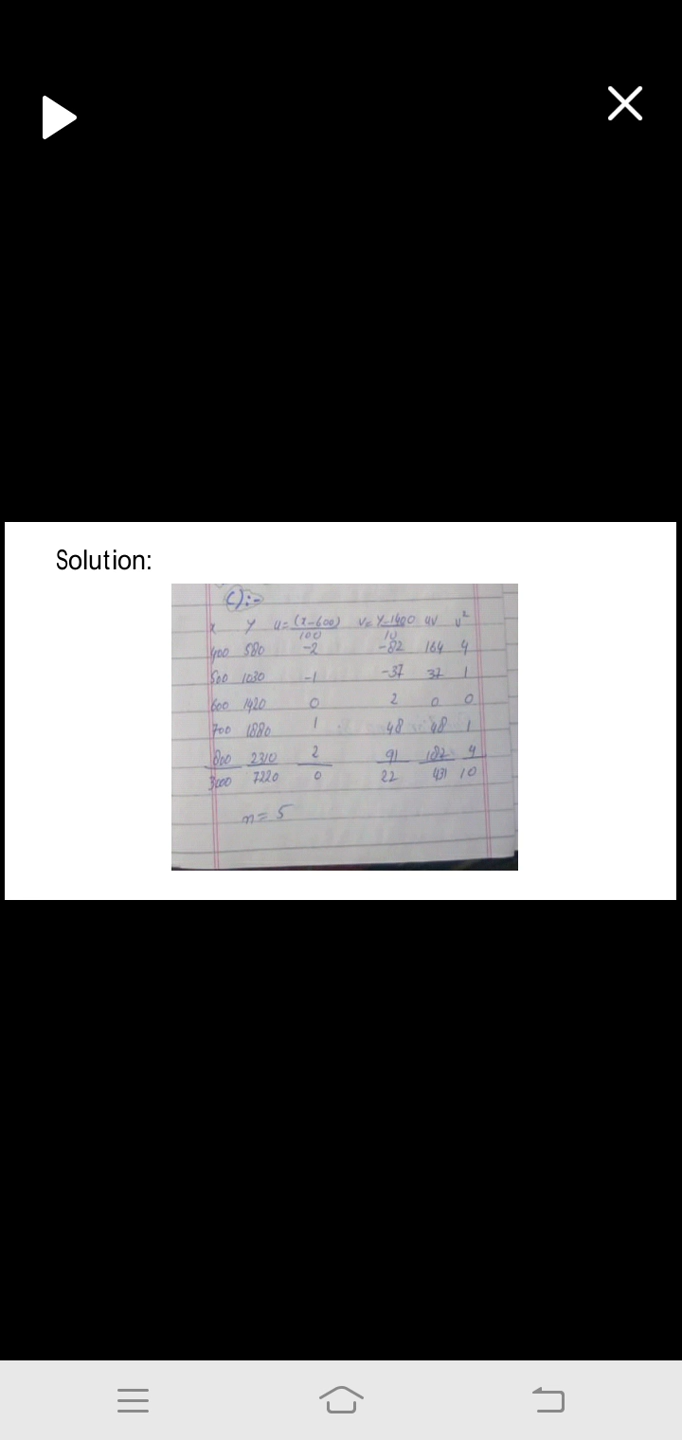 Solution:
C):-
x y u=(x-600)/100 v=y-1400/10 uv v²
400 580 -2 -82 164 4
500 1030 -1 -37 37 1
600 1420 0 2 0 0
700 1880 1 48 48 1
800 2310 2 91 182 4
3000 7220 0 22 431 10
n=5